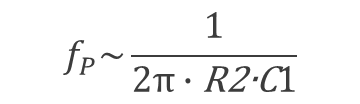 f_P ~ 1 / (2π · R2·C1)